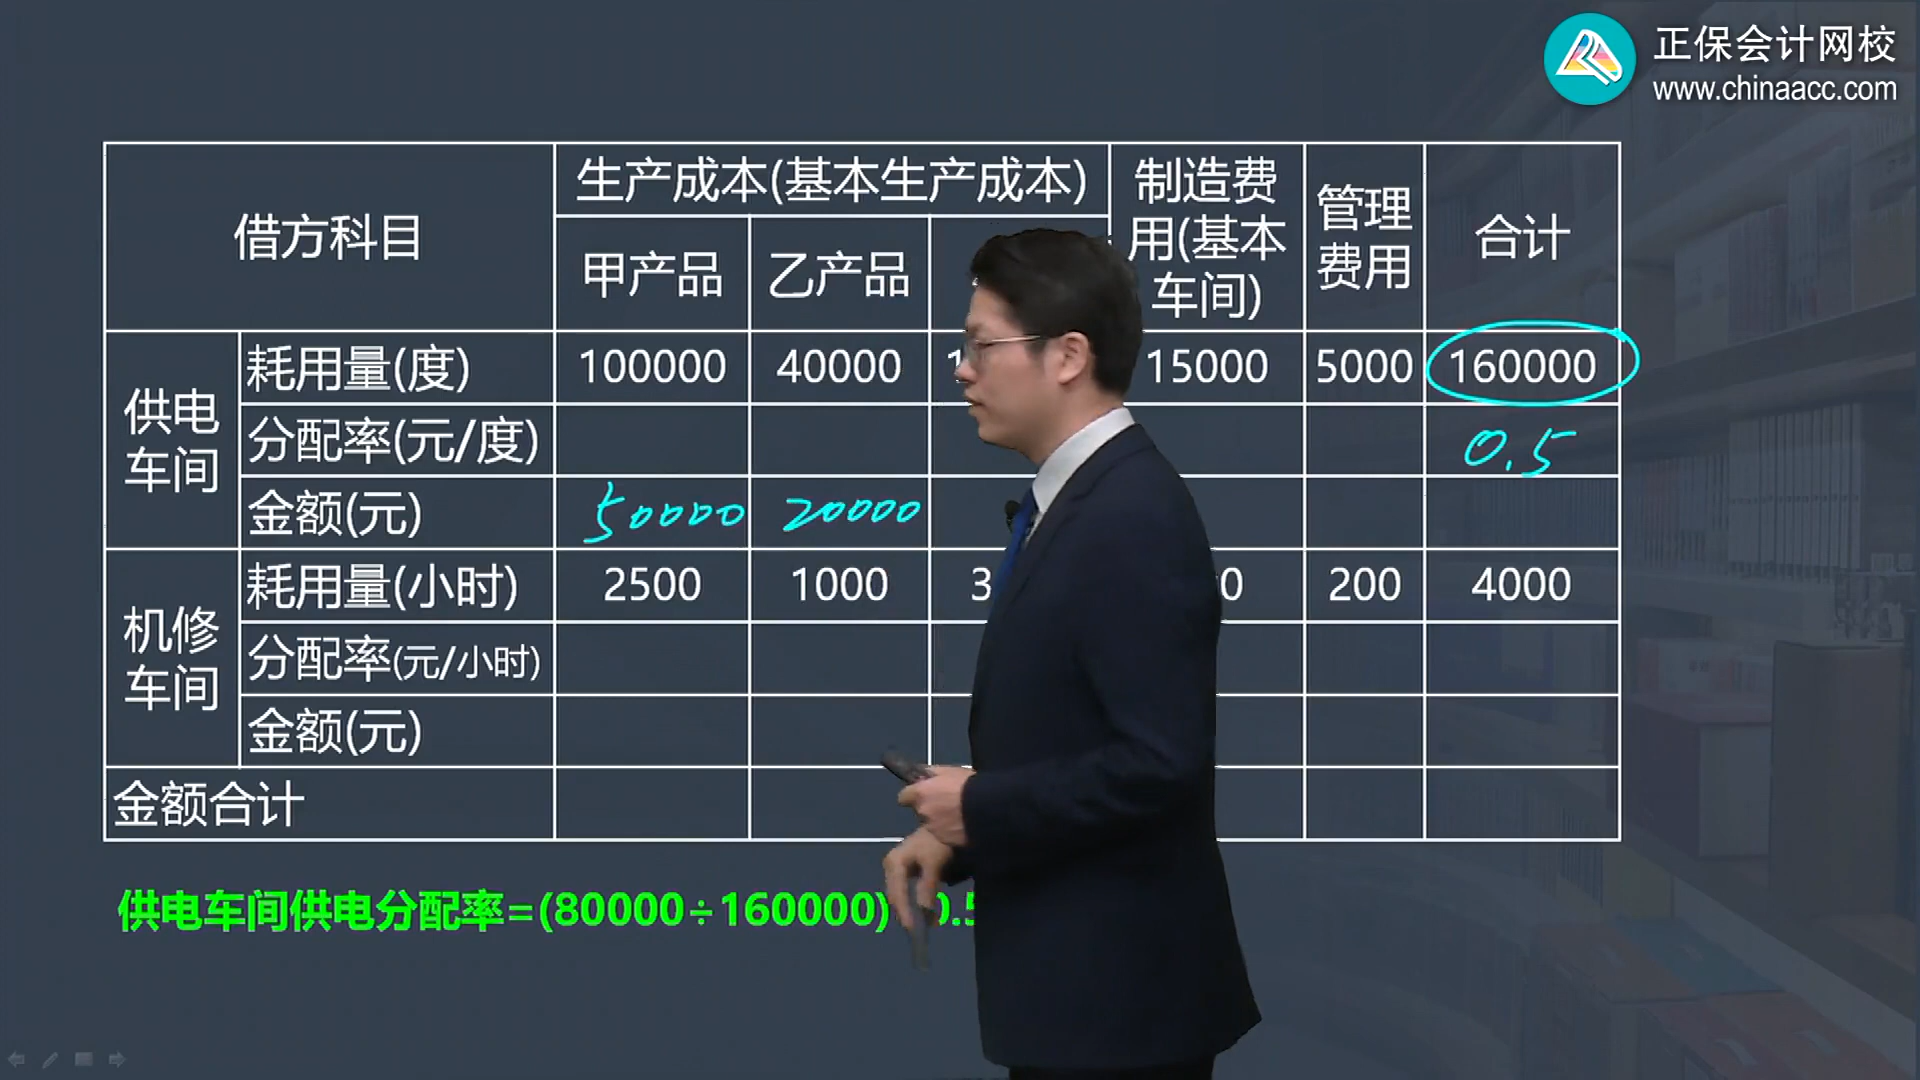 正保会计网校
www.chinaacc.com
借方科目 生产成本(基本生产成本) 制造费用(基本车间) 管理费用 合计
甲产品 乙产品
供电车间 耗用量(度) 100000 40000 15000 5000 160000
分配率(元/度) 0.5
金额(元) 50000 20000
机修车间 耗用量(小时) 2500 1000 200 4000
分配率(元/小时)
金额(元)
金额合计
供电车间供电分配率=(80000÷160000)